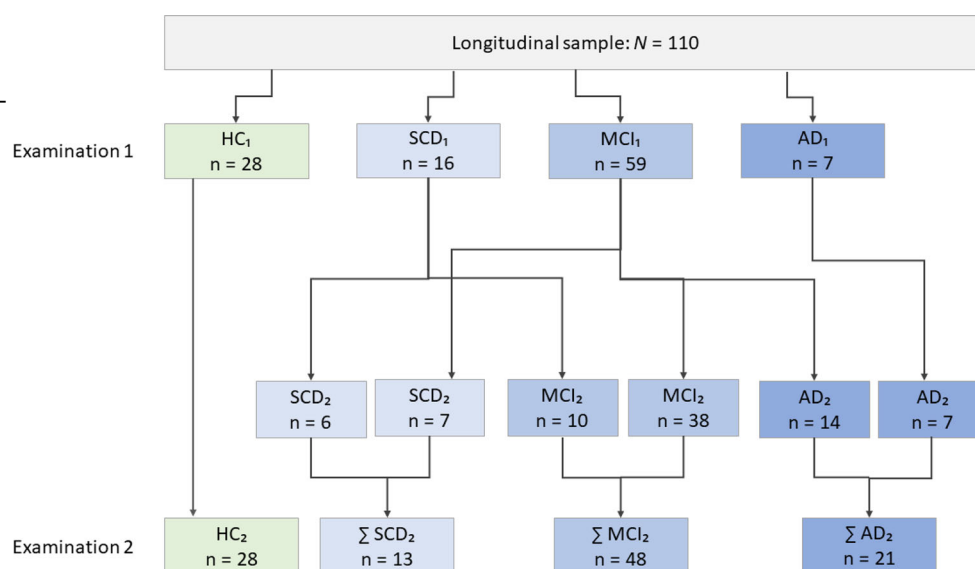 Longitudinal sample: N = 110
Examination 1
HC₁
n = 28
SCD₁
n = 16
MCI₁
n = 59
AD₁
n = 7
SCD₂
n = 6
SCD₂
n = 7
MCI₂
n = 10
MCI₂
n = 38
AD₂
n = 14
AD₂
n = 7
Examination 2
HC₂
n = 28
∑ SCD₂
n = 13
∑ MCI₂
n = 48
∑ AD₂
n = 21